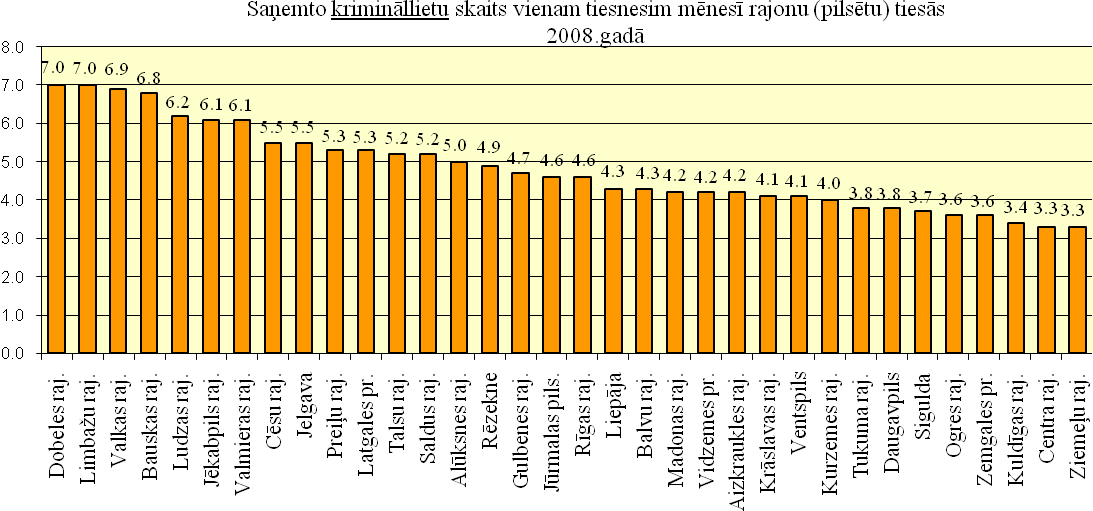 Saņemto krimināllietu skaits vienam tiesnesim mēnesī rajonu (pilsētu) tiesās
2008.gadā
8.0
7.0
6.0
5.0
4.0
3.0
2.0
1.0
0.0
7.0 7.0 6.9 6.8 6.2 6.1 6.1 5.5 5.5 5.3 5.3 5.2 5.2 5.0 4.9 4.7 4.6 4.6 4.3 4.3 4.2 4.2 4.2 4.1 4.1 4.0 3.8 3.8 3.7 3.6 3.6 3.4 3.3 3.3
Dobeles raj.
Limbažu raj.
Valkas raj.
Bauskas raj.
Ludzas raj.
Jēkabpils raj.
Valmieras raj.
Cēsu raj.
Jelgava
Preiļu raj.
Latgales pr.
Talsu raj.
Saldus raj.
Alūksnes raj.
Rēzekne
Gulbenes raj.
Jūrmalas pils.
Rīgas raj.
Liepāja
Balvu raj.
Madonas raj.
Vidzemes pr.
Aizkraukles raj.
Krāslavas raj.
Ventspils
Kurzemes raj.
Tukuma raj.
Daugavpils
Sigulda
Ogres raj.
Zemgales pr.
Kuldīgas raj.
Centra raj.
Ziemeļu raj.